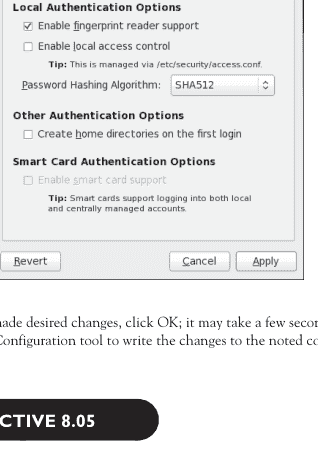 Local Authentication Options
Enable fingerprint reader support
Enable local access control
Tip: This is managed via /etc/security/access.conf.
Password Hashing Algorithm: SHA512
Other Authentication Options
Create home directories on the first login
Smart Card Authentication Options
Enable smart card support
Tip: Smart cards support logging into both local
and centrally managed accounts.
Revert Cancel Apply
desired changes, click OK; it may take a few
Configuration tool to write the changes to the noted
CTIVE 8.05